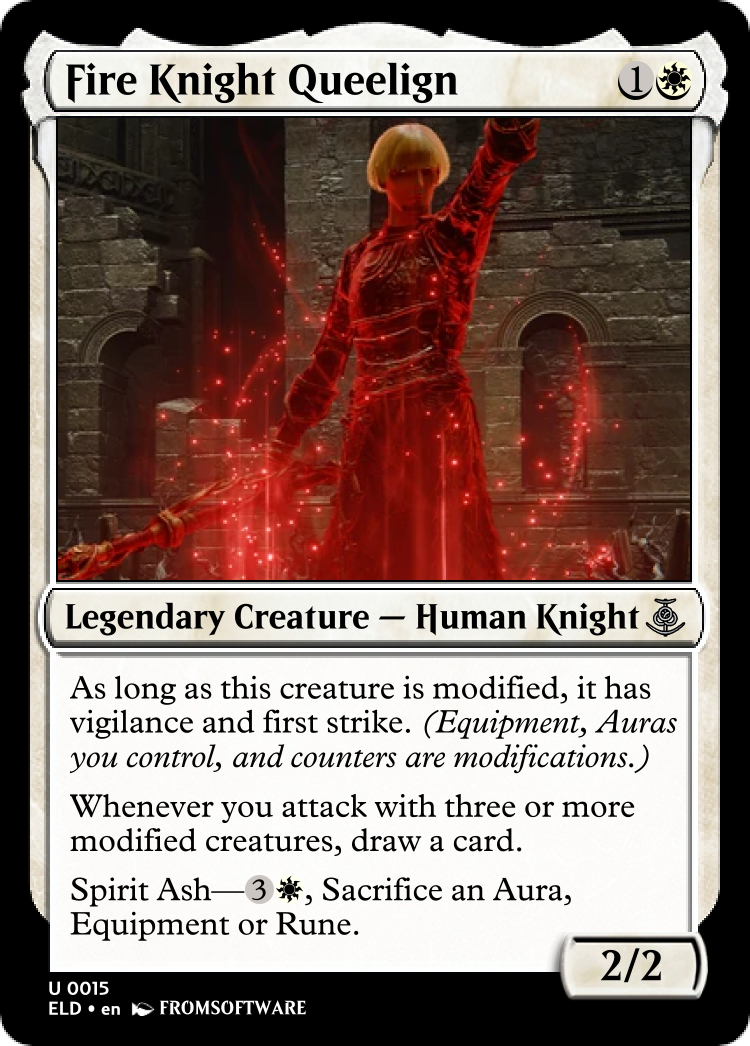 Fire Knight Queelign 1
Legendary Creature — Human Knight
As long as this creature is modified, it has
vigilance and first strike. (Equipment, Auras
you control, and counters are modifications.)
Whenever you attack with three or more
modified creatures, draw a card.
Spirit Ash—3, Sacrifice an Aura,
Equipment or Rune.
2/2
U 0015
ELD • en FROMSOFTWARE